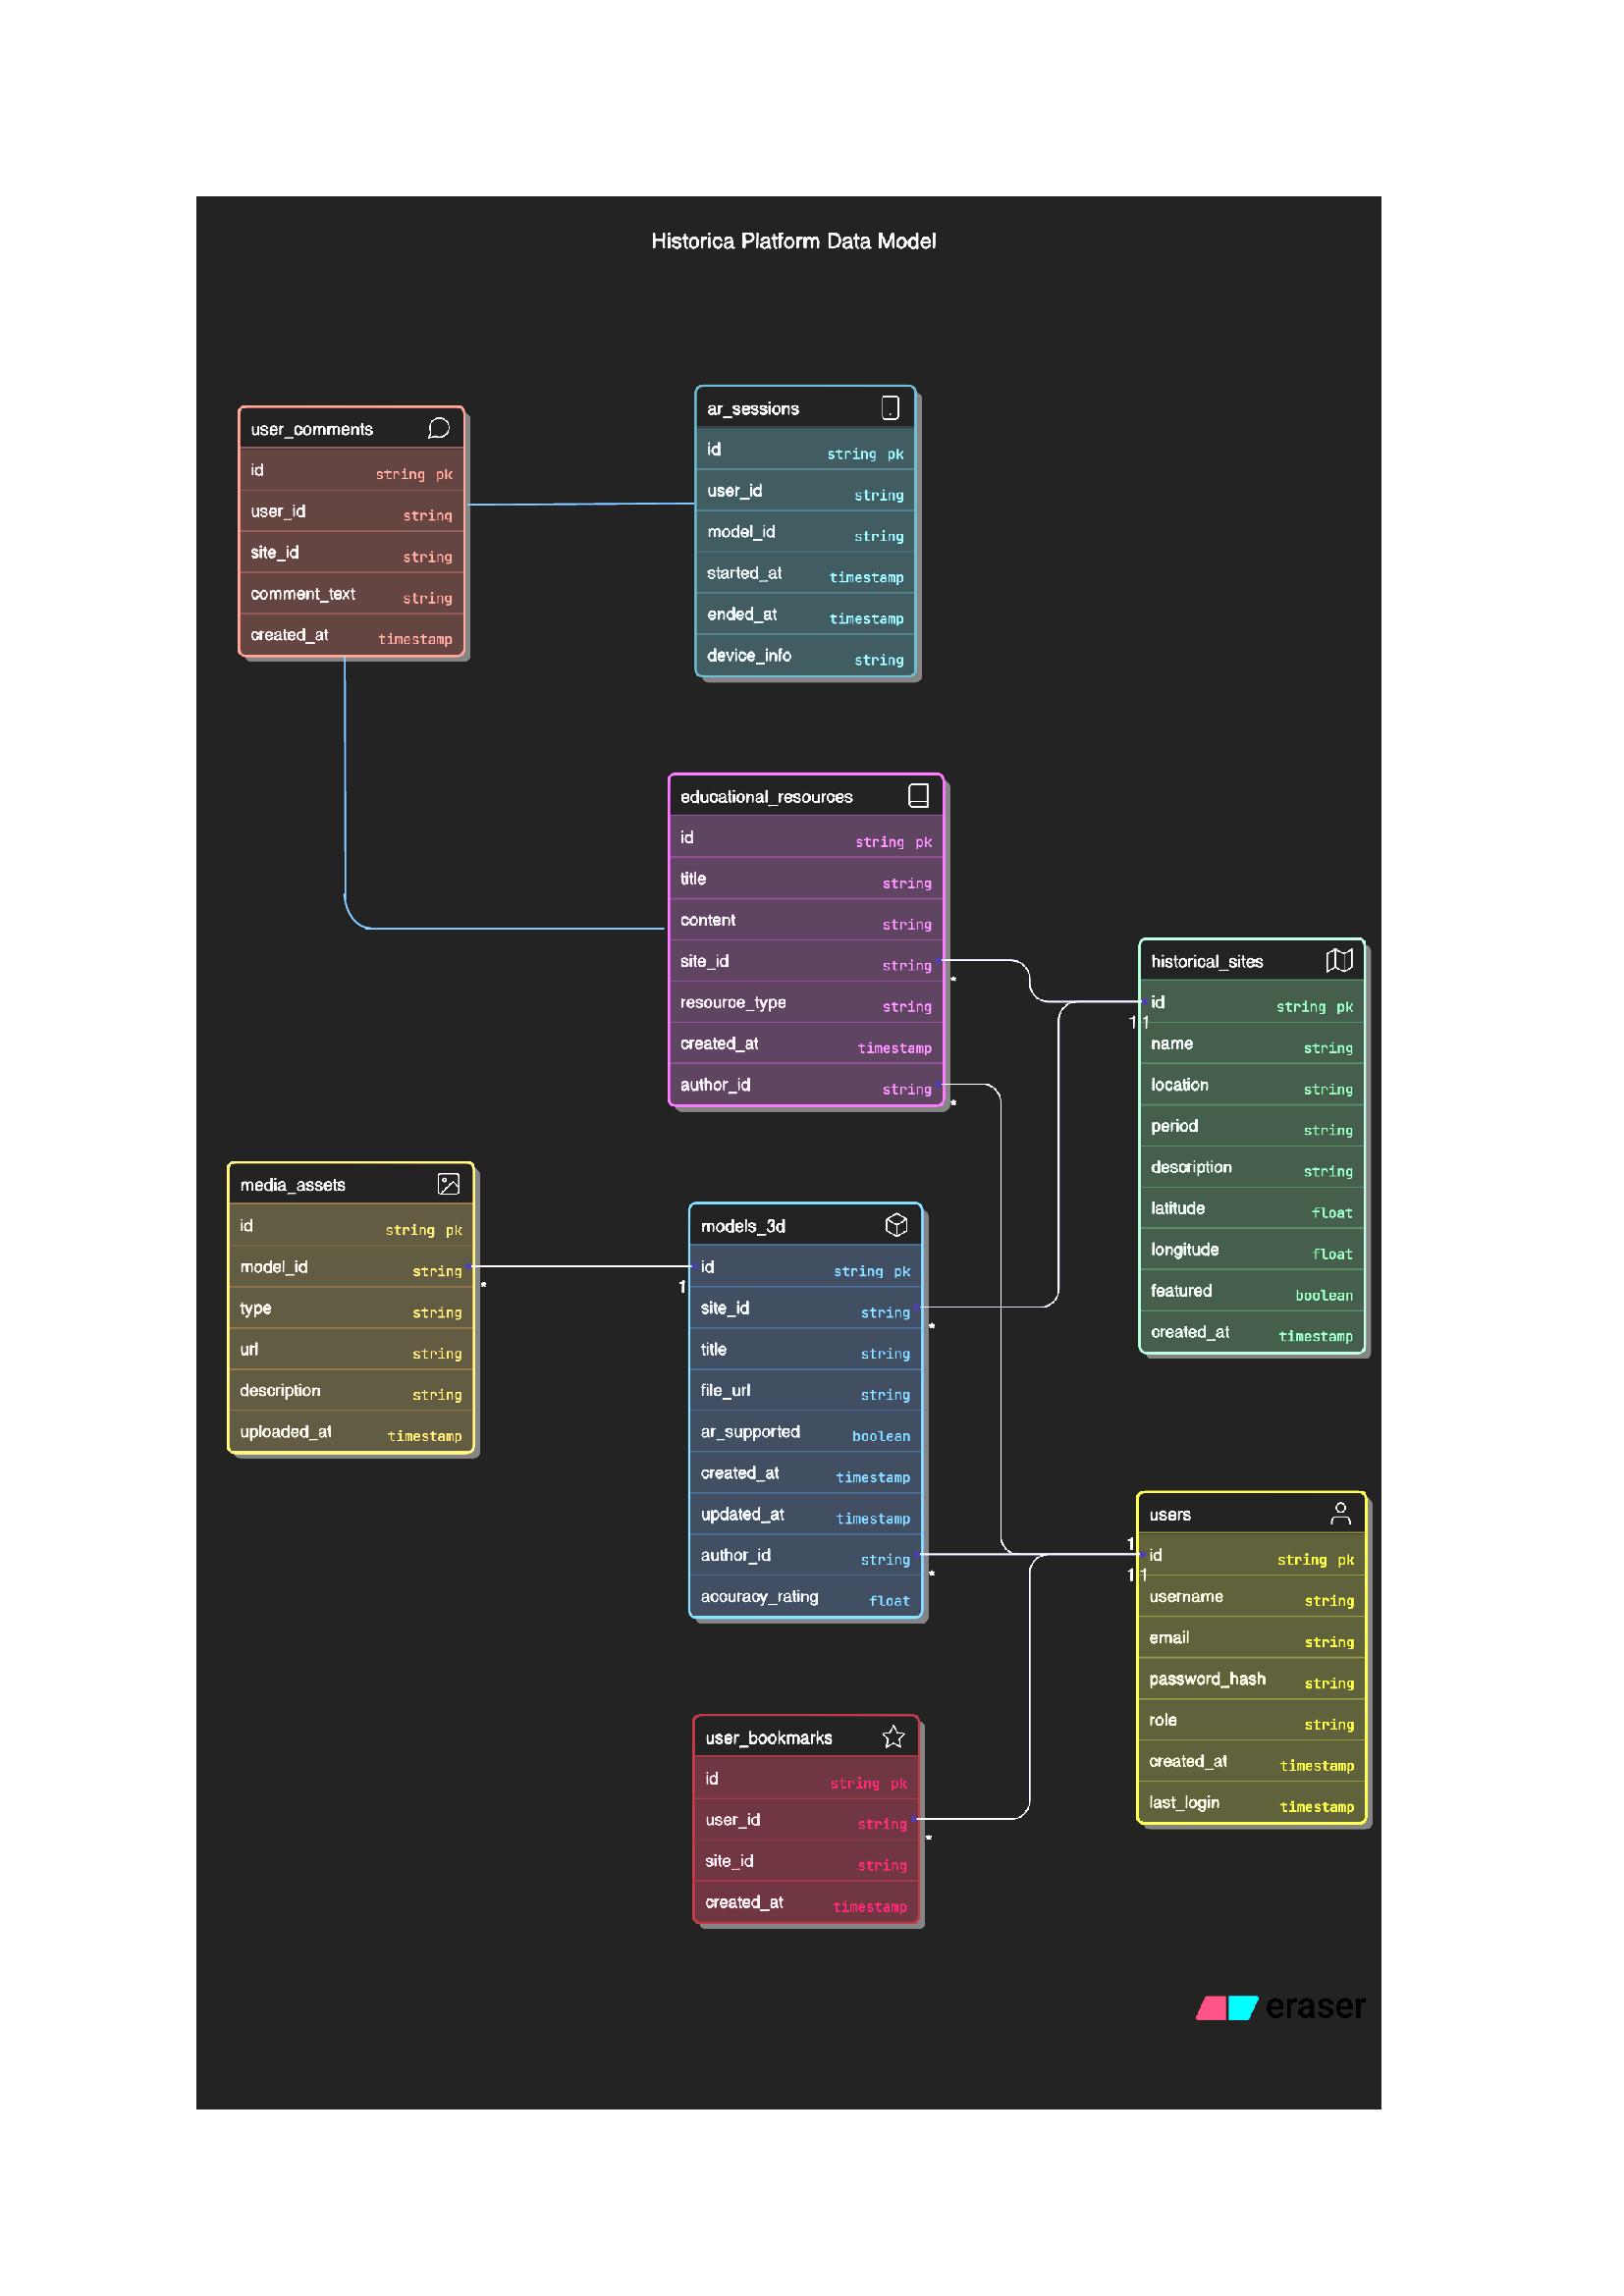 Historica Platform Data Model
user_comments
id string pk
user_id string
site_id string
comment_text string
created_at timestamp
ar_sessions
id string pk
user_id string
model_id string
started_at timestamp
ended_at timestamp
device_info string
educational_resources
id string pk
title string
content string
site_id string
*
resource_type string
created_at timestamp
author_id string
*
historical_sites
id string pk
1 1
name string
location string
period string
description string
latitude float
longitude float
featured boolean
created_at timestamp
media_assets
id string pk
model_id string
*
type string
url string
description string
uploaded_at timestamp
models_3d
id string pk
1
site_id string
*
title string
file_url string
ar_supported boolean
created_at timestamp
updated_at timestamp
author_id string
*
accuracy_rating float
users
1
id string pk
1 1
username string
email string
password_hash string
role string
created_at timestamp
last_login timestamp
user_bookmarks
id string pk
user_id string
*
site_id string
created_at timestamp
eraser